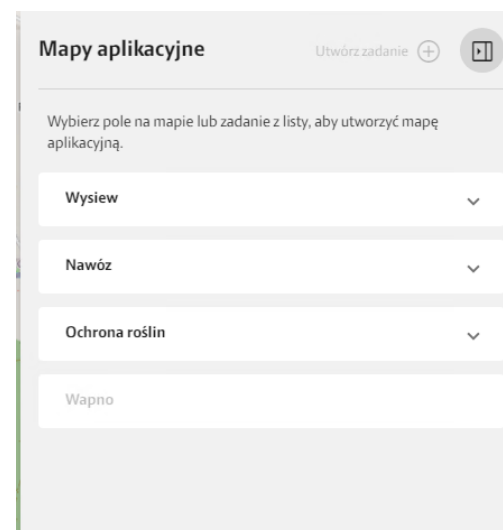 Mapy aplikacyjne
Utwórz zadanie
Wybierz pole na mapie lub zadanie z listy, aby utworzyć mapę
aplikacyjną.
Wysiew
Nawóz
Ochrona roślin
Wapno